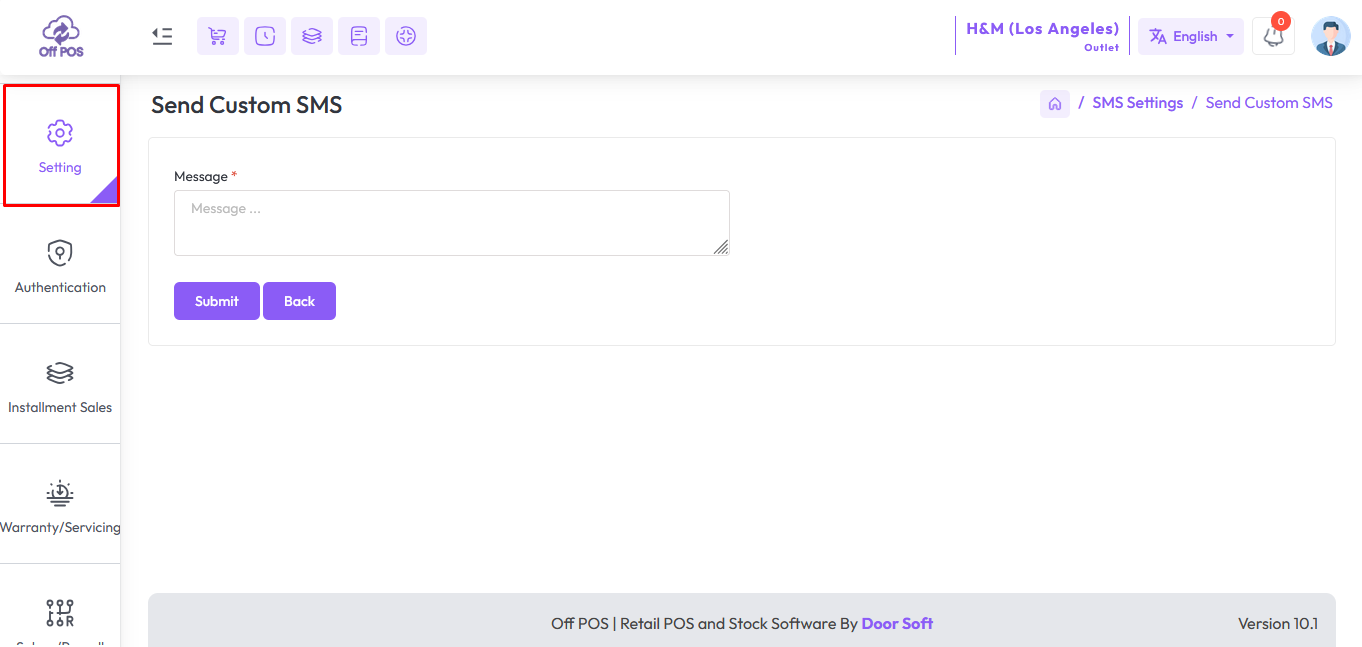 Off POS
H&M (Los Angeles)
Outlet
English
0
Setting
Authentication
Installment Sales
Warranty/Servicing
Send Custom SMS
/ SMS Settings / Send Custom SMS
Message *
Message ...
Submit
Back
Off POS | Retail POS and Stock Software By Door Soft
Version 10.1